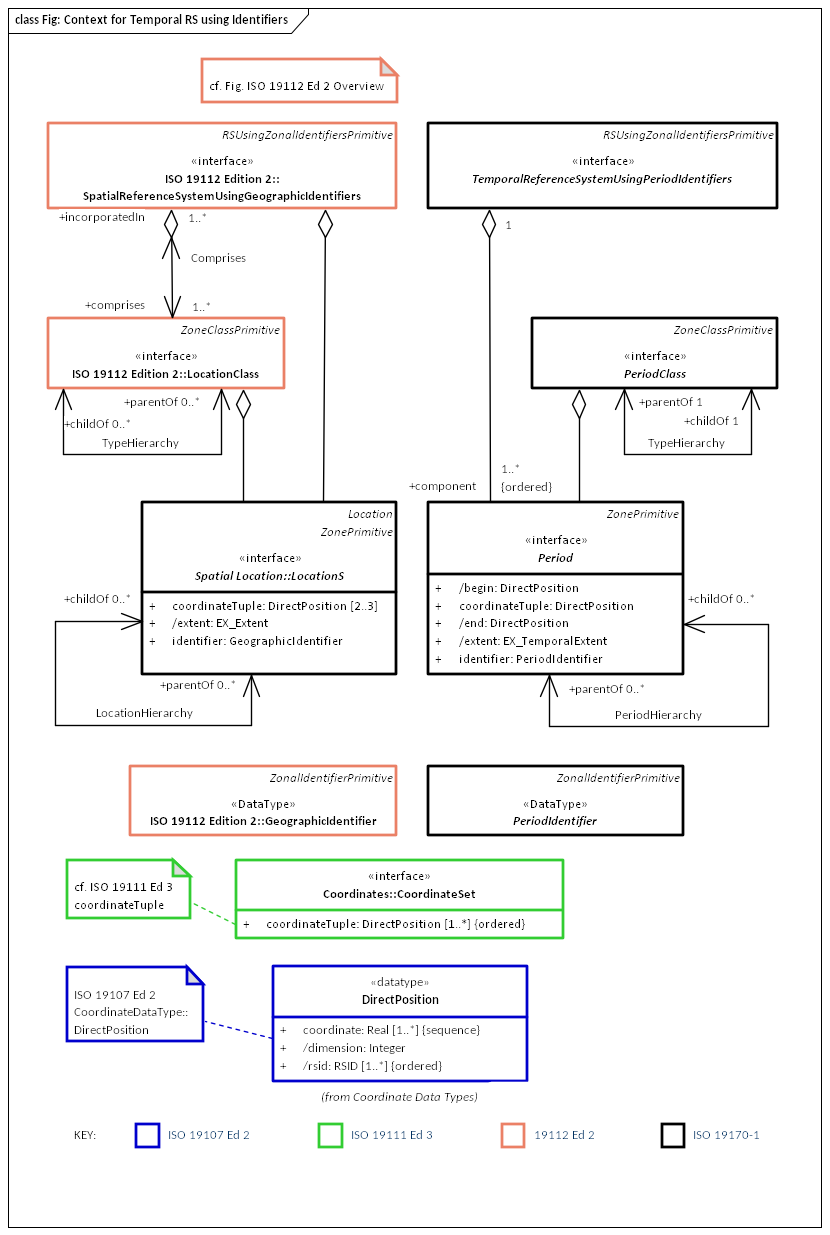 class Fig: Context for Temporal RS using Identifiers
cf. Fig. ISO 19112 Ed 2 Overview
RSUsingZonalIdentifiersPrimitive
«interface»
ISO 19112 Edition 2::
SpatialReferenceSystemUsingGeographicIdentifiers
RSUsingZonalIdentifiersPrimitive
«interface»
TemporalReferenceSystemUsingPeriodIdentifiers
+incorporatedIn
1..*
1
Comprises
+comprises
1..*
ZoneClassPrimitive
«interface»
ISO 19112 Edition 2::LocationClass
ZoneClassPrimitive
«interface»
PeriodClass
+parentOf 0..*
+childOf 0..*
TypeHierarchy
+parentOf 1
+childOf 1
TypeHierarchy
+component
1..*
{ordered}
Location
ZonePrimitive
«interface»
Spatial Location::LocationS
+ coordinateTuple: DirectPosition [2..3]
+ /extent: EX_Extent
+ identifier: GeographicIdentifier
ZonePrimitive
«interface»
Period
+ /begin: DirectPosition
+ coordinateTuple: DirectPosition
+ /end: DirectPosition
+ /extent: EX_TemporalExtent
+ identifier: PeriodIdentifier
+childOf 0..*
+parentOf 0..*
LocationHierarchy
+childOf 0..*
+parentOf 0..*
PeriodHierarchy
ZonalIdentifierPrimitive
«DataType»
ISO 19112 Edition 2::GeographicIdentifier
ZonalIdentifierPrimitive
«DataType»
PeriodIdentifier
cf. ISO 19111 Ed 3
coordinateTuple
«interface»
Coordinates::CoordinateSet
+ coordinateTuple: DirectPosition [1..*] {ordered}
ISO 19107 Ed 2
CoordinateDataType::
DirectPosition
«datatype»
DirectPosition
+ coordinate: Real [1..*] {sequence}
+ /dimension: Integer
+ /rsid: RSID [1..*] {ordered}
(from Coordinate Data Types)
KEY: ISO 19107 Ed 2 ISO 19111 Ed 3 19112 Ed 2 ISO 19170-1